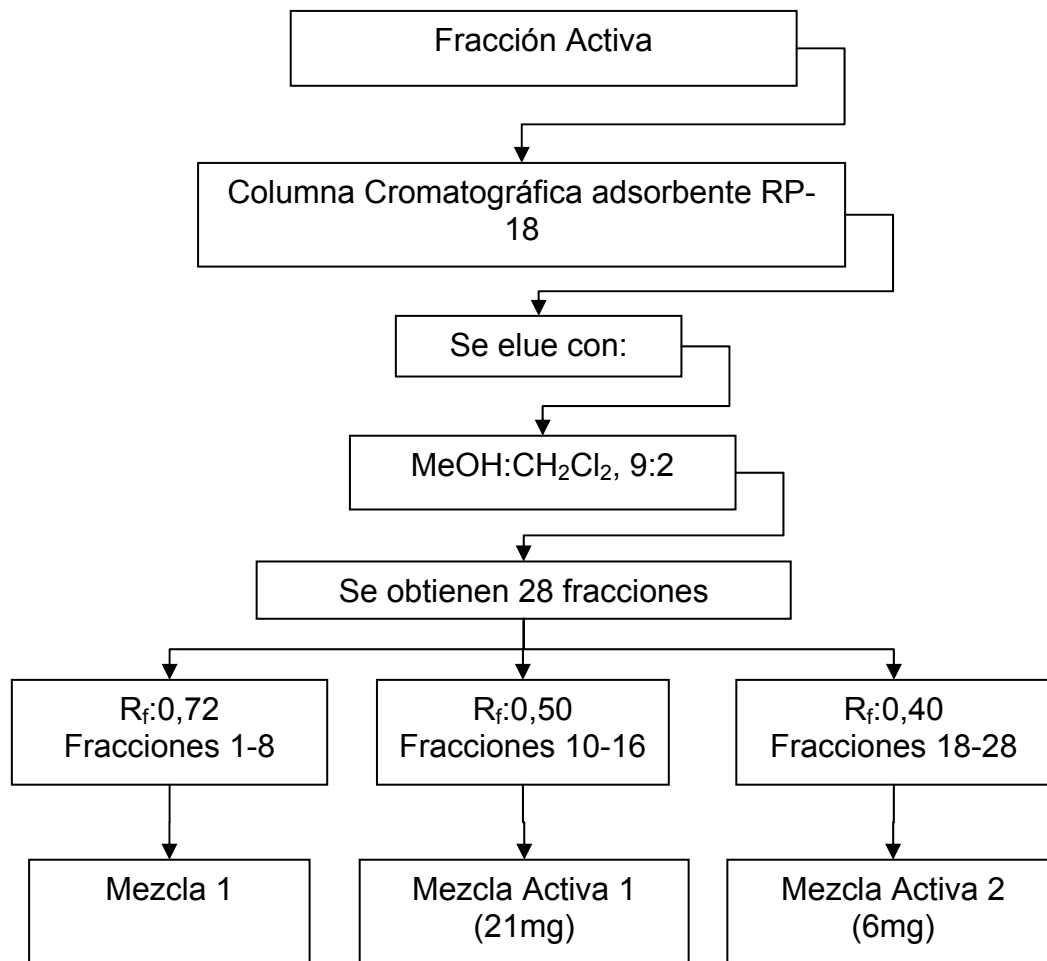 Fracción Activa
Columna Cromatográfica adsorbente RP-
18
Se elue con:
MeOH:CH₂Cl₂, 9:2
Se obtienen 28 fracciones
Rf:0,72
Fracciones 1-8
Rf:0,50
Fracciones 10-16
Rf:0,40
Fracciones 18-28
Mezcla 1
Mezcla Activa 1
(21mg)
Mezcla Activa 2
(6mg)